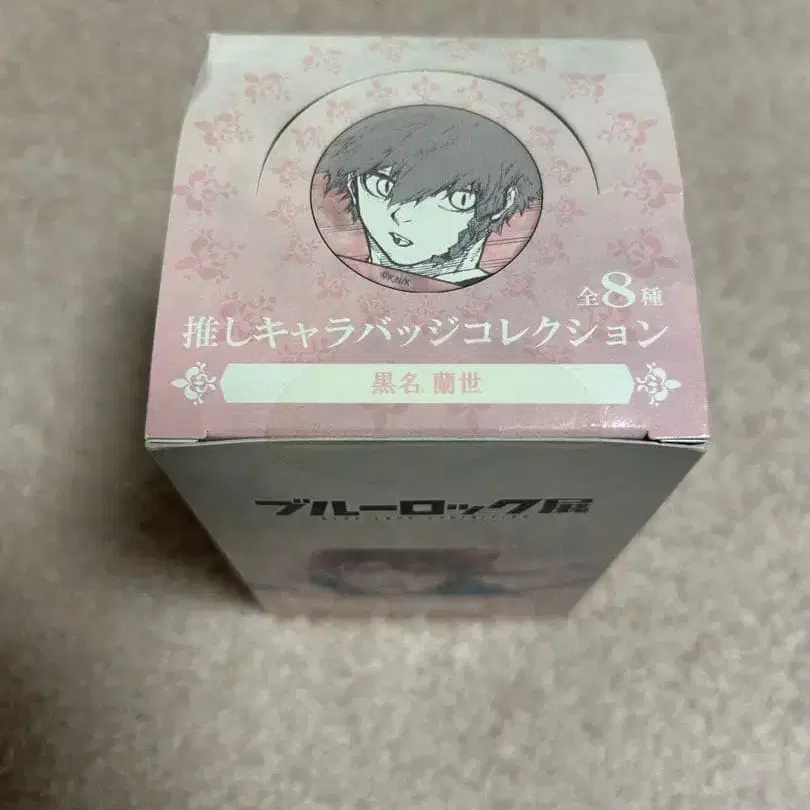 ©K,N/K
全8種
推しキャラバッジコレクション
黒名 蘭世
ブルーロック展